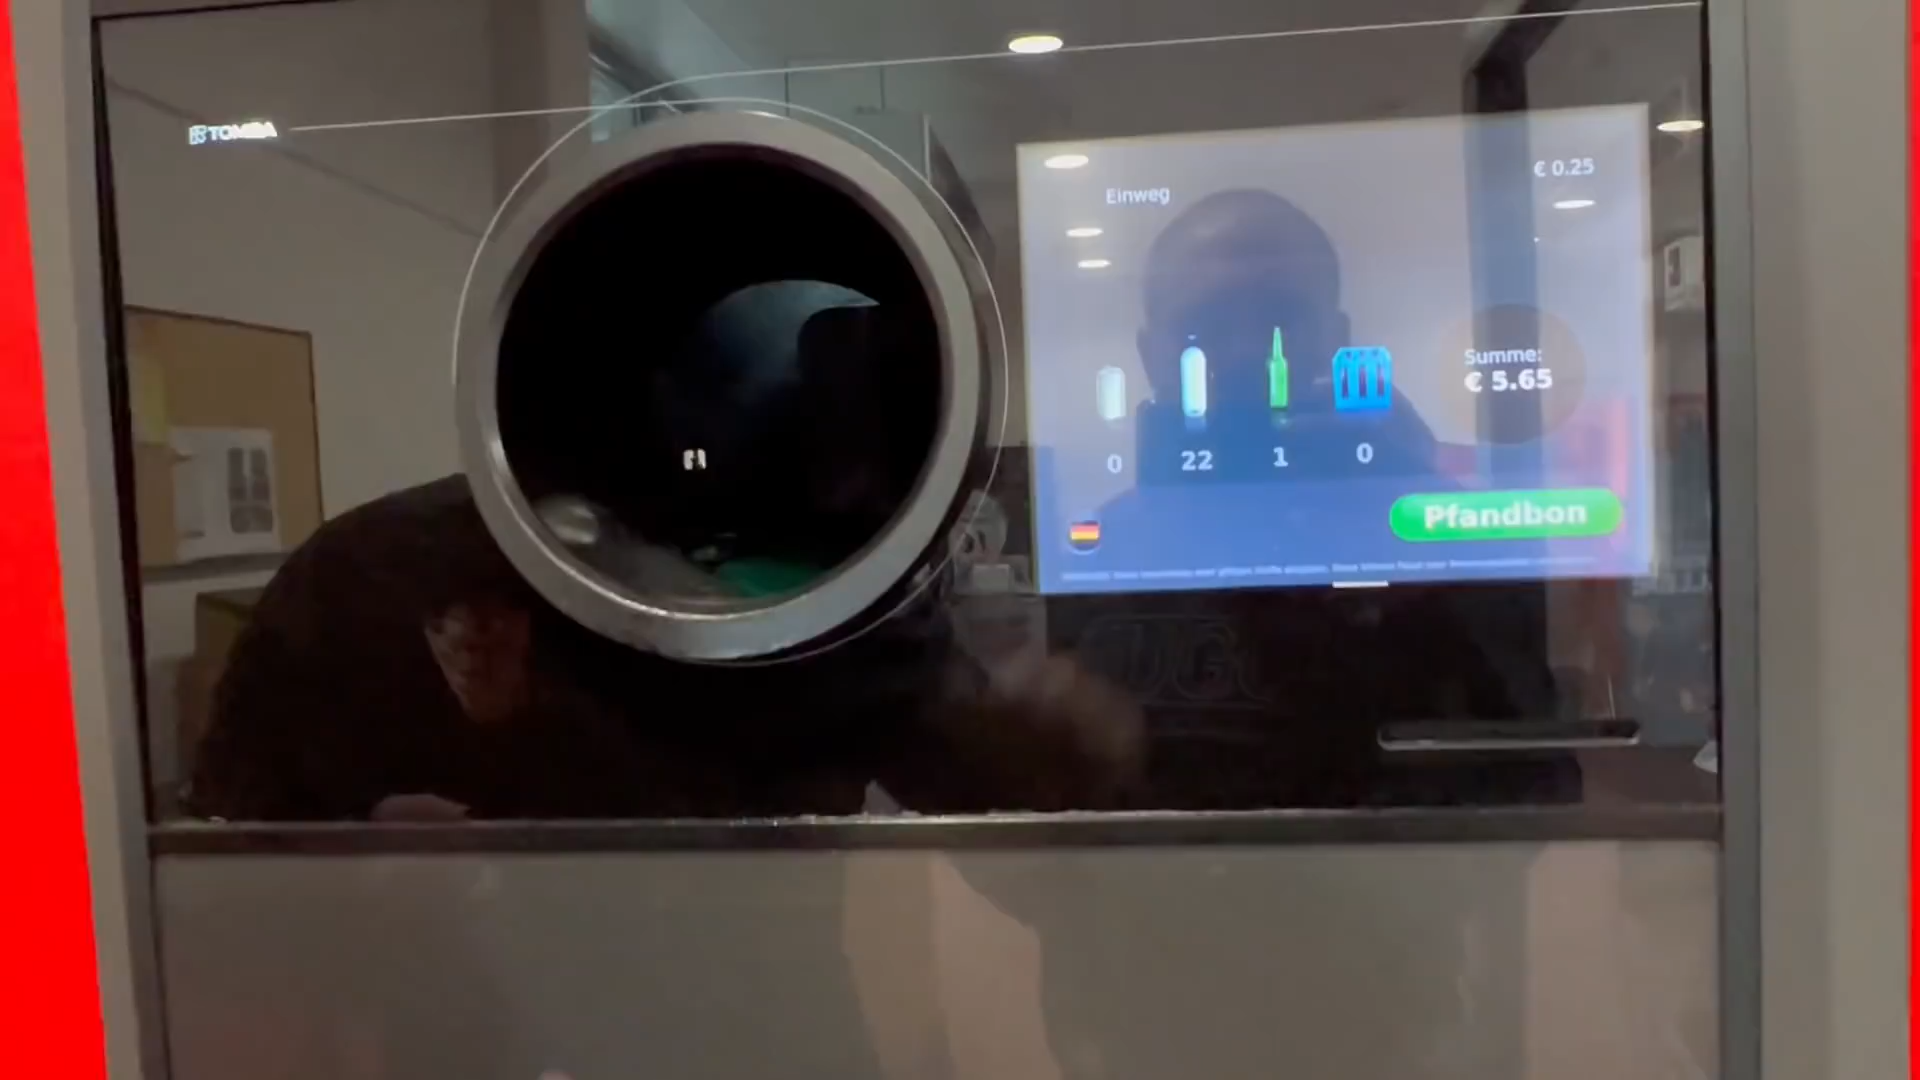 TOMRA
€ 0.25
Einweg
Summe:
€ 5.65
0
22
1
0
Pfandbon